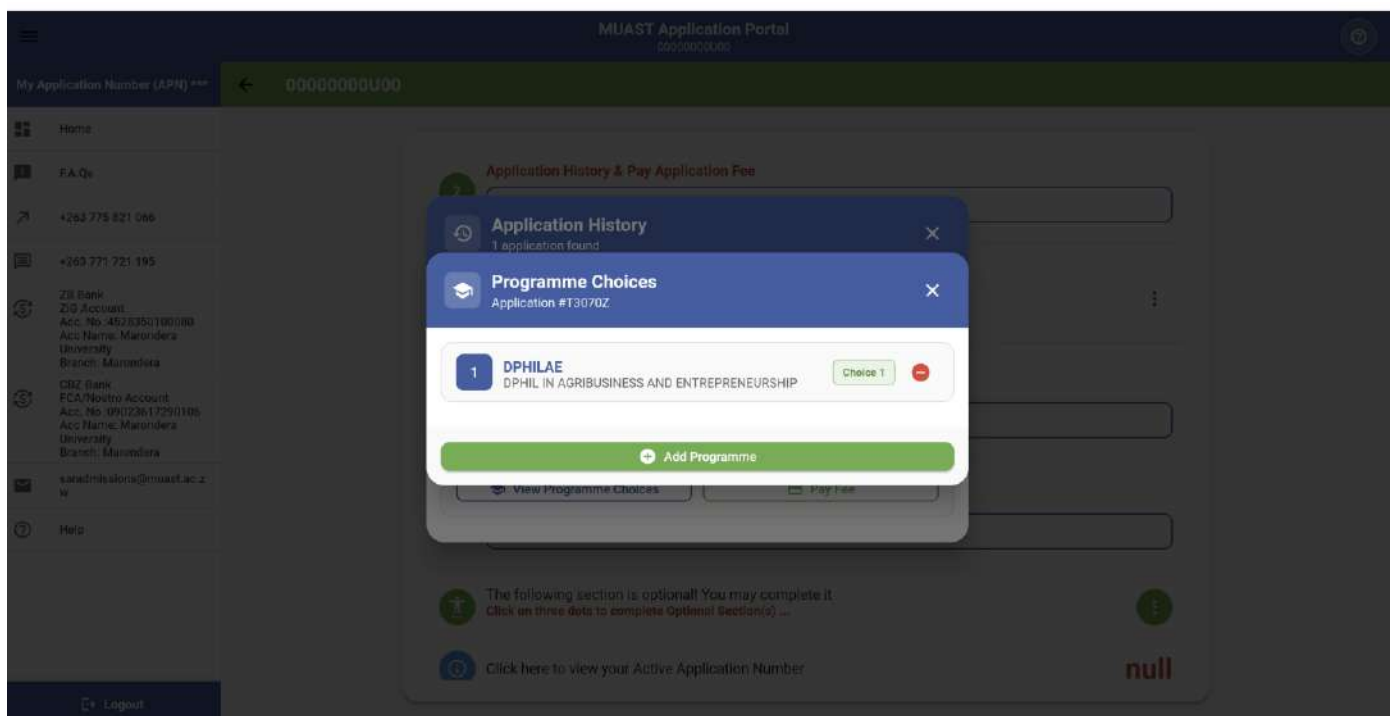 MUAST Application Portal
00000000U00
My Application Number (APN) ***
00000000U00
Home
F.A.Qs
+263 775 821 066
+263 771 721 195
ZB Bank
ZiG Account
Acc. No :4528350100080
Acc Name: Marondera
University
Branch: Marondera
CBZ Bank
FCA/Nostro Account
Acc. No :09023617290106
Acc Name: Marondera
University
Branch: Marondera
saradmissions@muast.ac.z
w
Help
Logout
Application History & Pay Application Fee
2
Application History
1 application found
Programme Choices
Application #T3070Z
1
DPHILAE
DPHIL IN AGRIBUSINESS AND ENTREPRENEURSHIP
Choice 1
Add Programme
View Programme Choices
Pay Fee
The following section is optional! You may complete it
Click on three dots to complete Optional Section(s) ...
Click here to view your Active Application Number
null